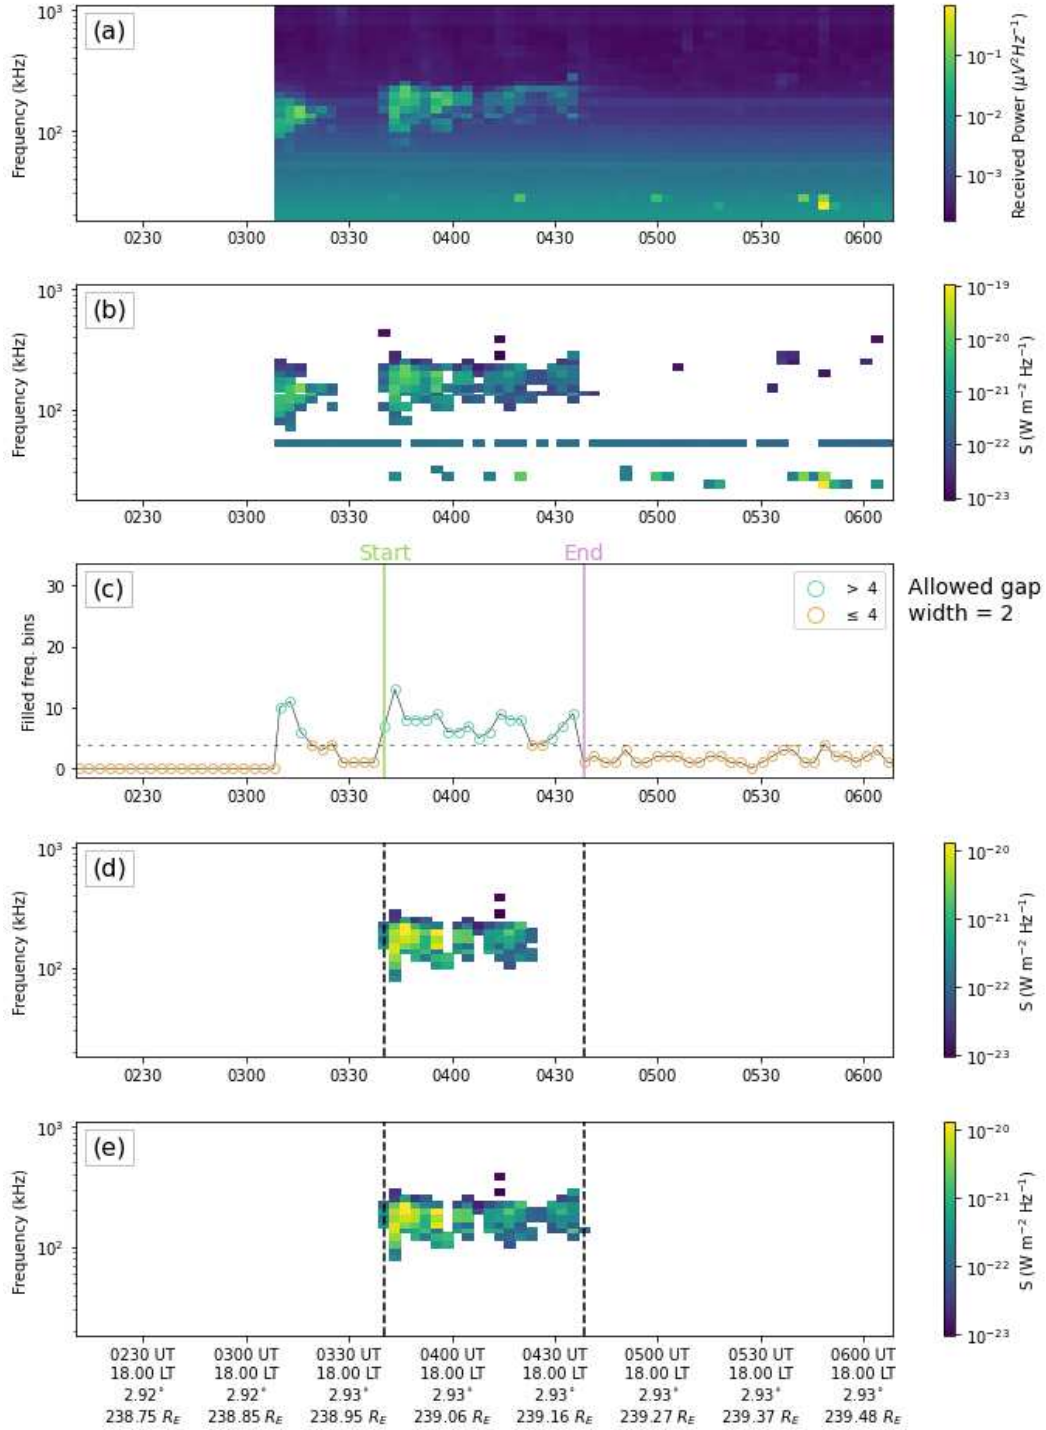 (a)
10³
10²
Frequency (kHz)
0230 0300 0330 0400 0430 0500 0530 0600
10⁻¹
10⁻²
10⁻³
Received Power (μV²Hz⁻¹)
(b)
10³
10²
Frequency (kHz)
0230 0300 0330 0400 0430 0500 0530 0600
10⁻¹⁹
10⁻²⁰
10⁻²¹
10⁻²²
10⁻²³
S (W m⁻² Hz⁻¹)
Start End
(c)
30
20
10
0
Filled freq. bins
> 4
≤ 4
Allowed gap
width = 2
0230 0300 0330 0400 0430 0500 0530 0600
(d)
10³
10²
Frequency (kHz)
0230 0300 0330 0400 0430 0500 0530 0600
10⁻²⁰
10⁻²¹
10⁻²²
10⁻²³
S (W m⁻² Hz⁻¹)
(e)
10³
10²
Frequency (kHz)
10⁻²⁰
10⁻²¹
10⁻²²
10⁻²³
S (W m⁻² Hz⁻¹)
0230 UT 0300 UT 0330 UT 0400 UT 0430 UT 0500 UT 0530 UT 0600 UT
18.00 LT 18.00 LT 18.00 LT 18.00 LT 18.00 LT 18.00 LT 18.00 LT 18.00 LT
2.92° 2.92° 2.93° 2.93° 2.93° 2.93° 2.93° 2.93°
238.75 R_E 238.85 R_E 238.95 R_E 239.06 R_E 239.16 R_E 239.27 R_E 239.37 R_E 239.48 R_E